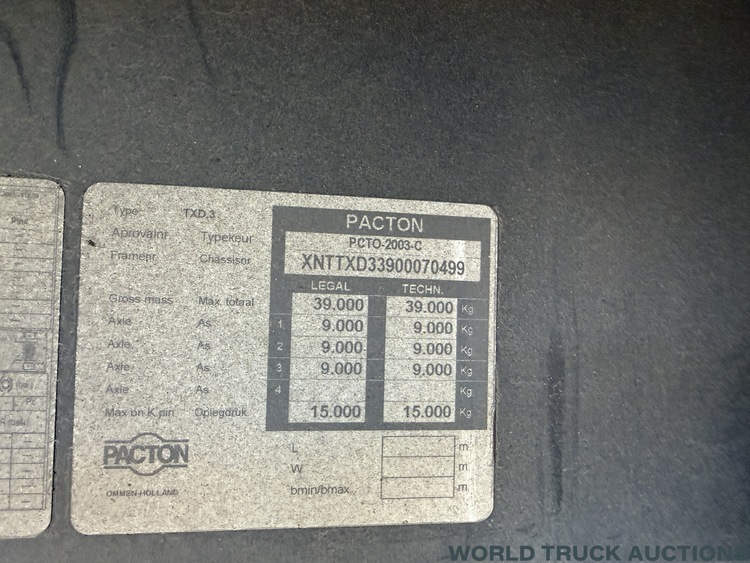 Type TXD.3
PACTON
Aprovalnr Typekeur PCTO-2003-C
Framenr Chassisnr XNTTXD33900070499
LEGAL TECHN.
Gross mass Max. totaal 39.000 39.000 Kg
Axle As 1 9.000 9.000 Kg
Axle As 2 9.000 9.000 Kg
Axle As 3 9.000 9.000 Kg
Axle As 4 Kg
Max on K.pin Oplegdruk 15.000 15.000 Kg
PACTON
OMMEN-HOLLAND
L m
W m
bmin/bmax m
WORLD TRUCK AUCTIONS